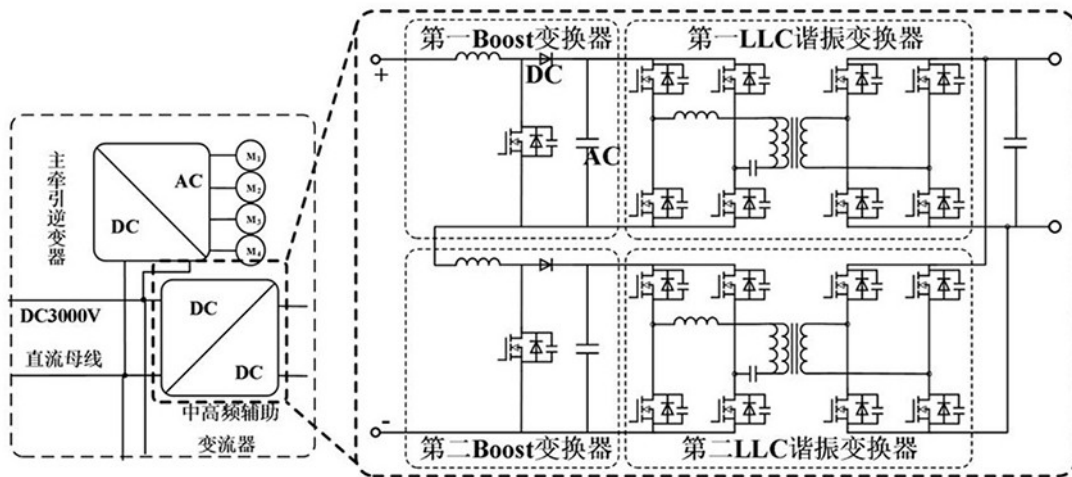 第一Boost变换器
第一LLC谐振变换器
DC
+
AC
主牵引逆变器
AC
DC
M1
M2
M3
M4
DC3000V
直流母线
DC
DC
中高频辅助
变流器
-
第二Boost变换器
第二LLC谐振变换器